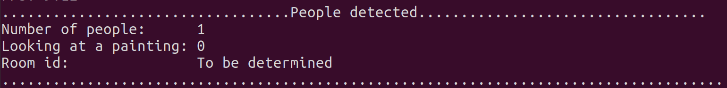 ..................................People detected..................................
Number of people:      1
Looking at a painting: 0
Room id:               To be determined
.....................................................................................